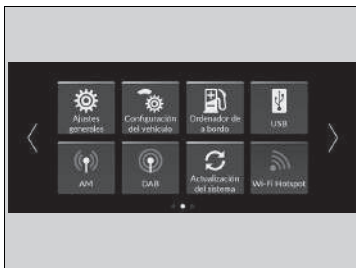 Ajustes
generales
Configuración
del vehículo
Ordenador de
a bordo
USB
AM
DAB
Actualización
del sistema
Wi-Fi Hotspot